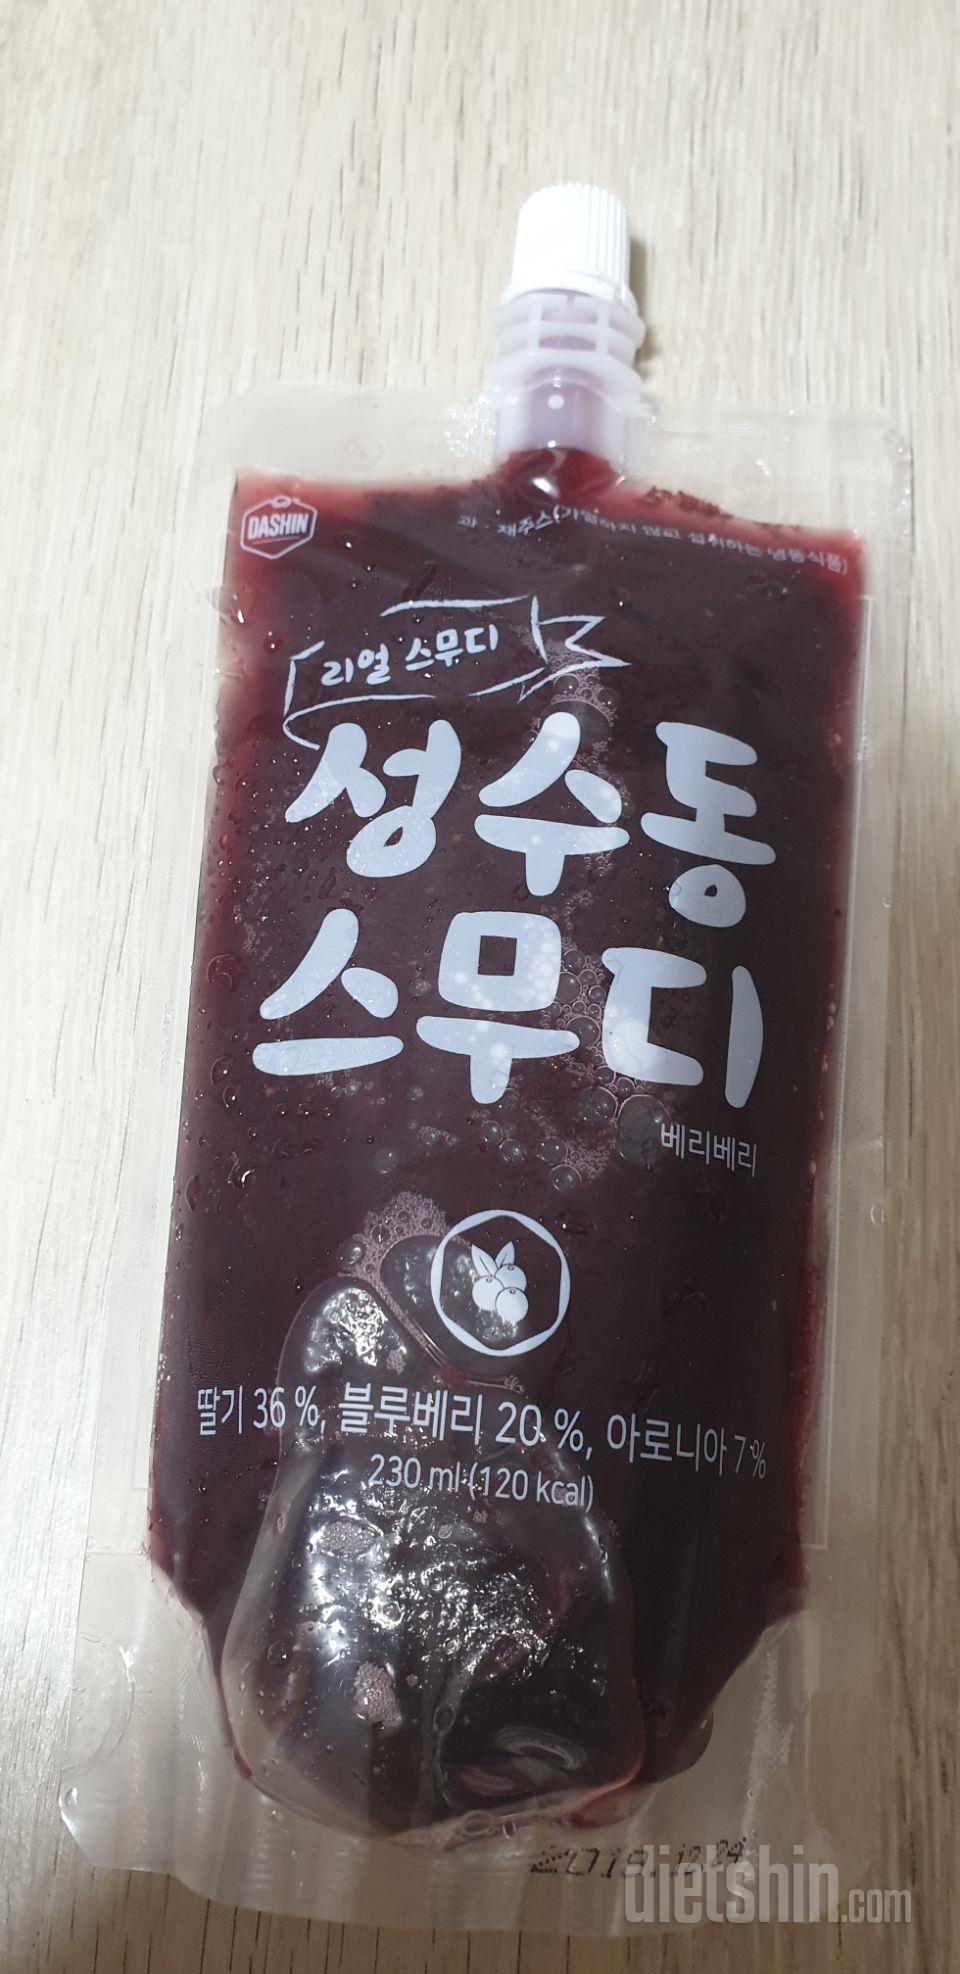 DASHIN
과·채주스(가열하지 않고 섭취하는 냉동식품)
리얼 스무디
성수동
스무디
베리베리
딸기 36 %, 블루베리 20 %, 아로니아 7 %
230 ml (120 kcal)
dietshin.com